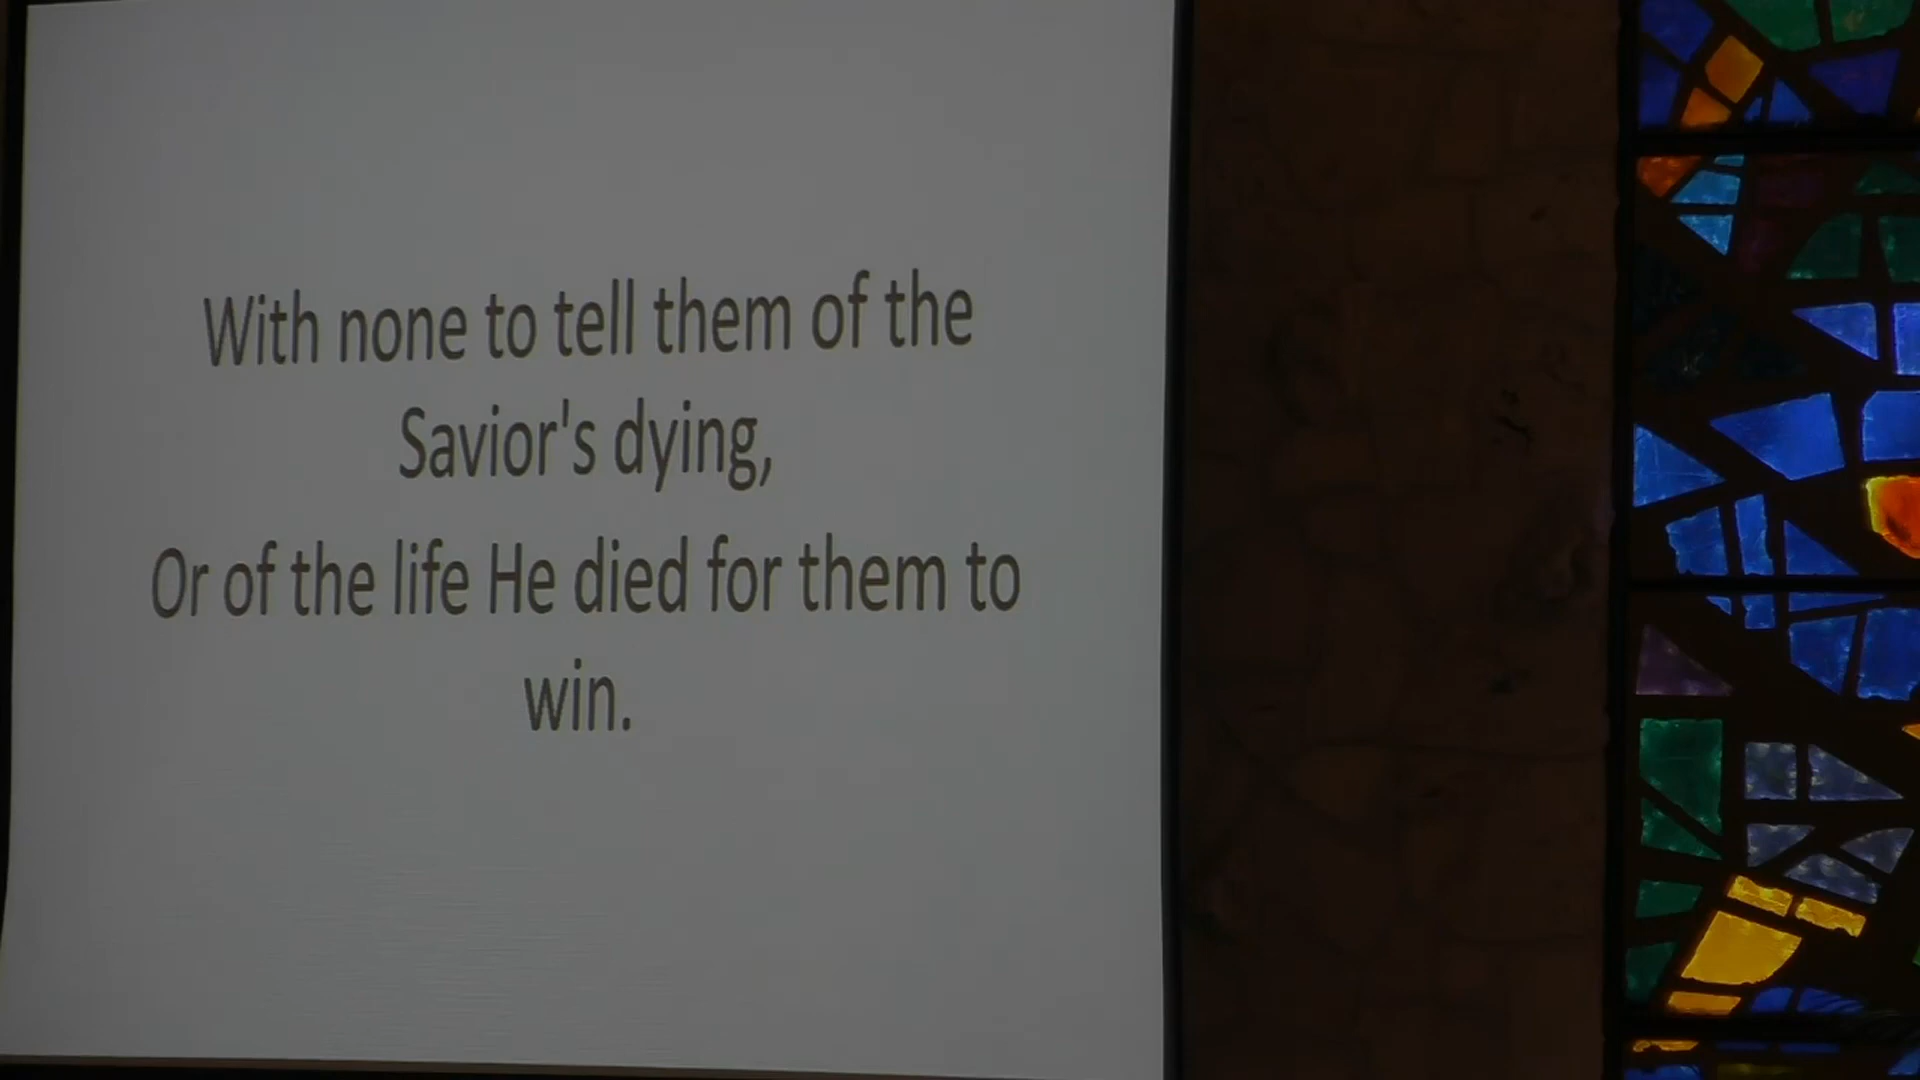 With none to tell them of the
Savior's dying,
Or of the life He died for them to
win.